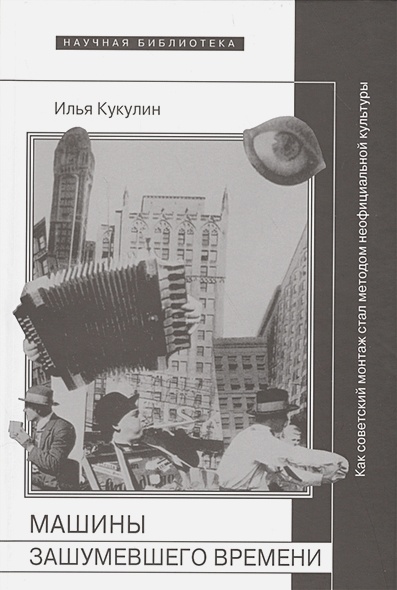 НАУЧНАЯ БИБЛИОТЕКА
Илья Кукулин
Как советский монтаж стал методом неофициальной культуры
МАШИНЫ
ЗАШУМЕВШЕГО ВРЕМЕНИ